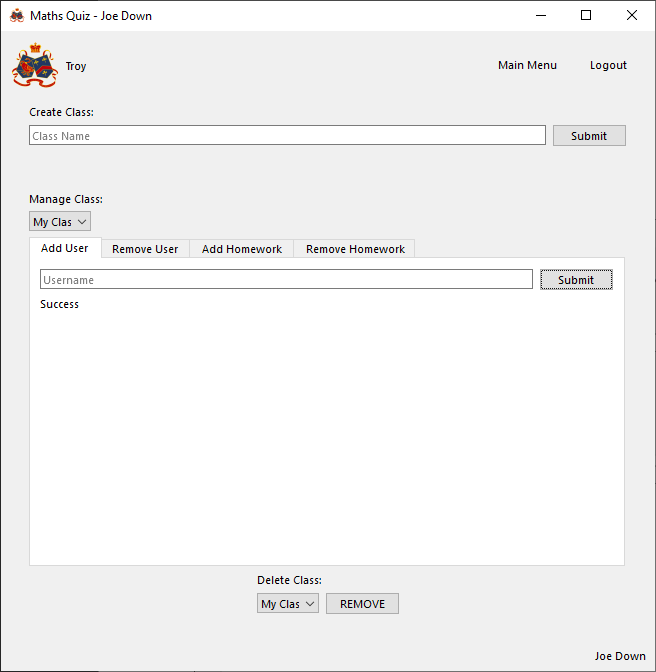 Maths Quiz - Joe Down
Troy Main Menu Logout
Create Class:
Class Name Submit
Manage Class:
My Clas
Add User Remove User Add Homework Remove Homework
Username Submit
Success
Delete Class:
My Clas REMOVE
Joe Down